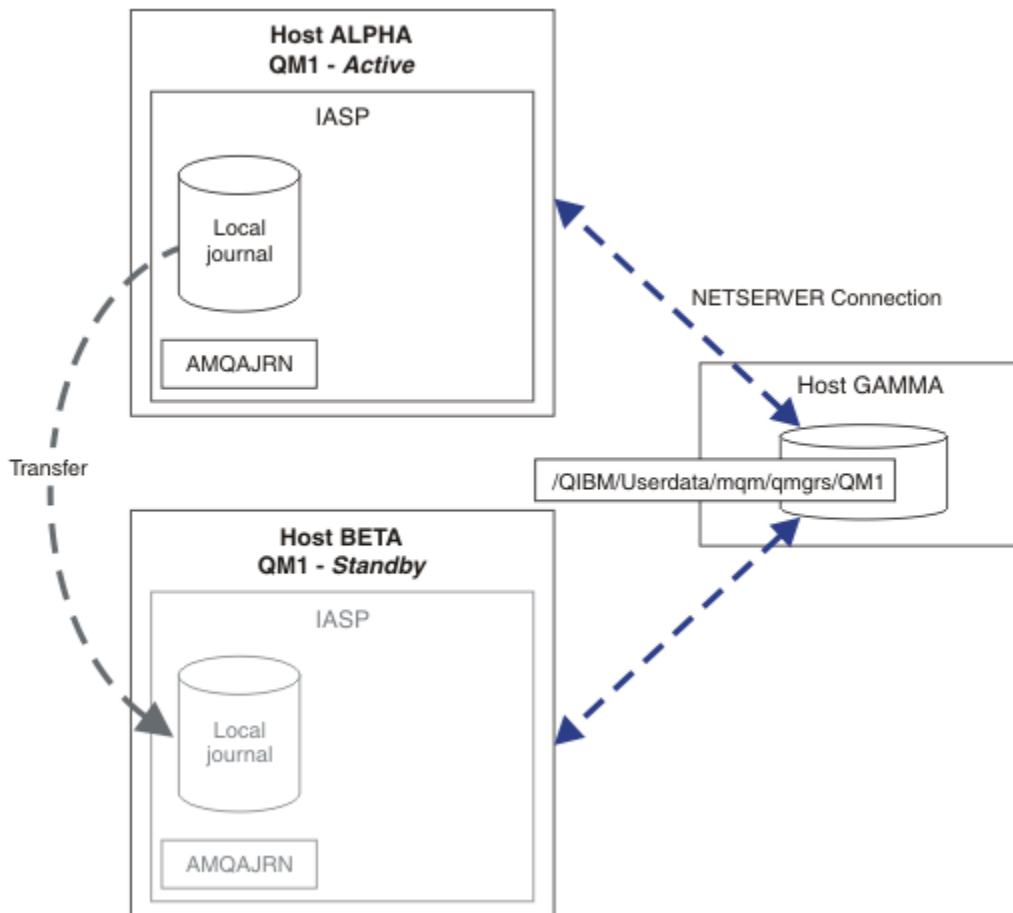 Host ALPHA
QM1 - Active
IASP
Local
journal
AMQAJRN
NETSERVER Connection
Host GAMMA
/QIBM/Userdata/mqm/qmgrs/QM1
Transfer
Host BETA
QM1 - Standby
IASP
Local
journal
AMQAJRN